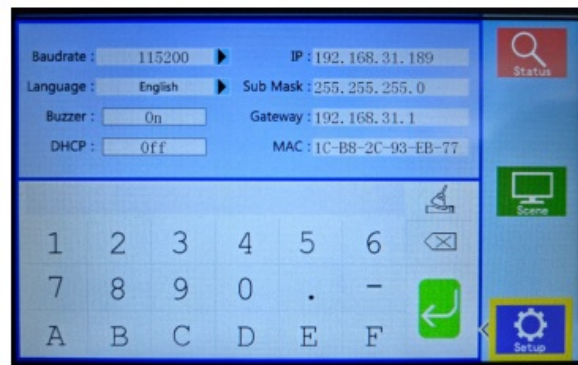 Baudrate : 115200 IP : 192.168.31.189
Language : English Sub Mask : 255.255.255.0
Buzzer : On Gateway : 192.168.31.1
DHCP : Off MAC : 1C-B8-2C-93-EB-77
Status
Scene
Setup
1 2 3 4 5 6
7 8 9 0 . -
A B C D E F